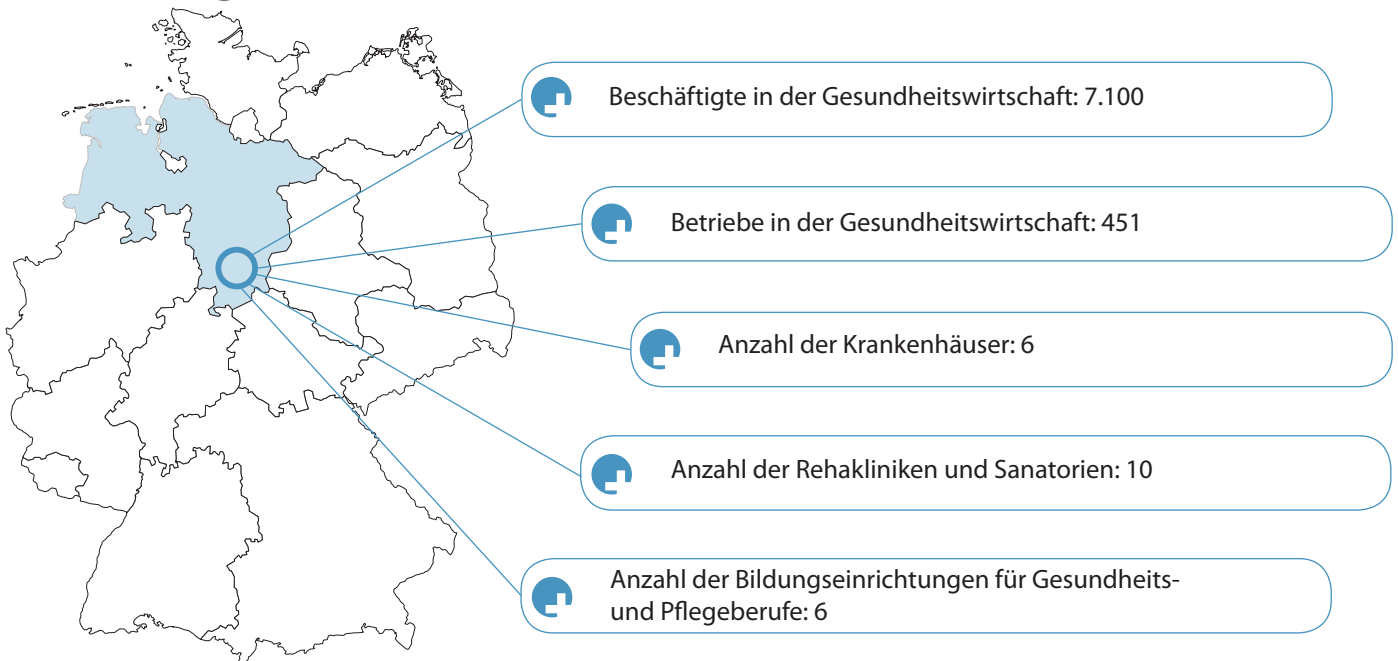 Beschäftigte in der Gesundheitswirtschaft: 7.100
Betriebe in der Gesundheitswirtschaft: 451
Anzahl der Krankenhäuser: 6
Anzahl der Rehakliniken und Sanatorien: 10
Anzahl der Bildungseinrichtungen für Gesundheits-
und Pflegeberufe: 6